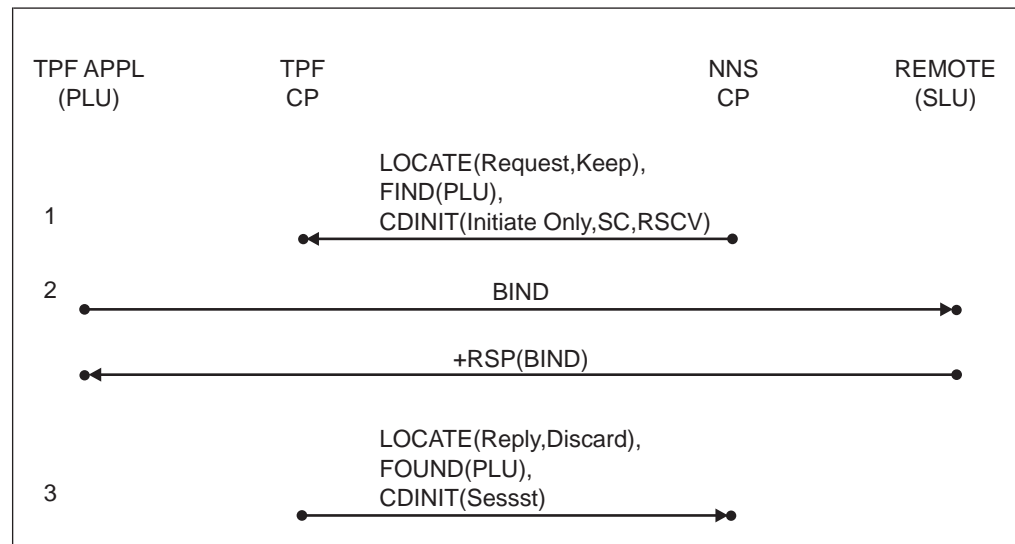 TPF APPL TPF NNS REMOTE
(PLU) CP CP (SLU)
LOCATE(Request,Keep),
FIND(PLU),
1 CDINIT(Initiate Only,SC,RSCV)
2 BIND
+RSP(BIND)
LOCATE(Reply,Discard),
FOUND(PLU),
3 CDINIT(Sessst)